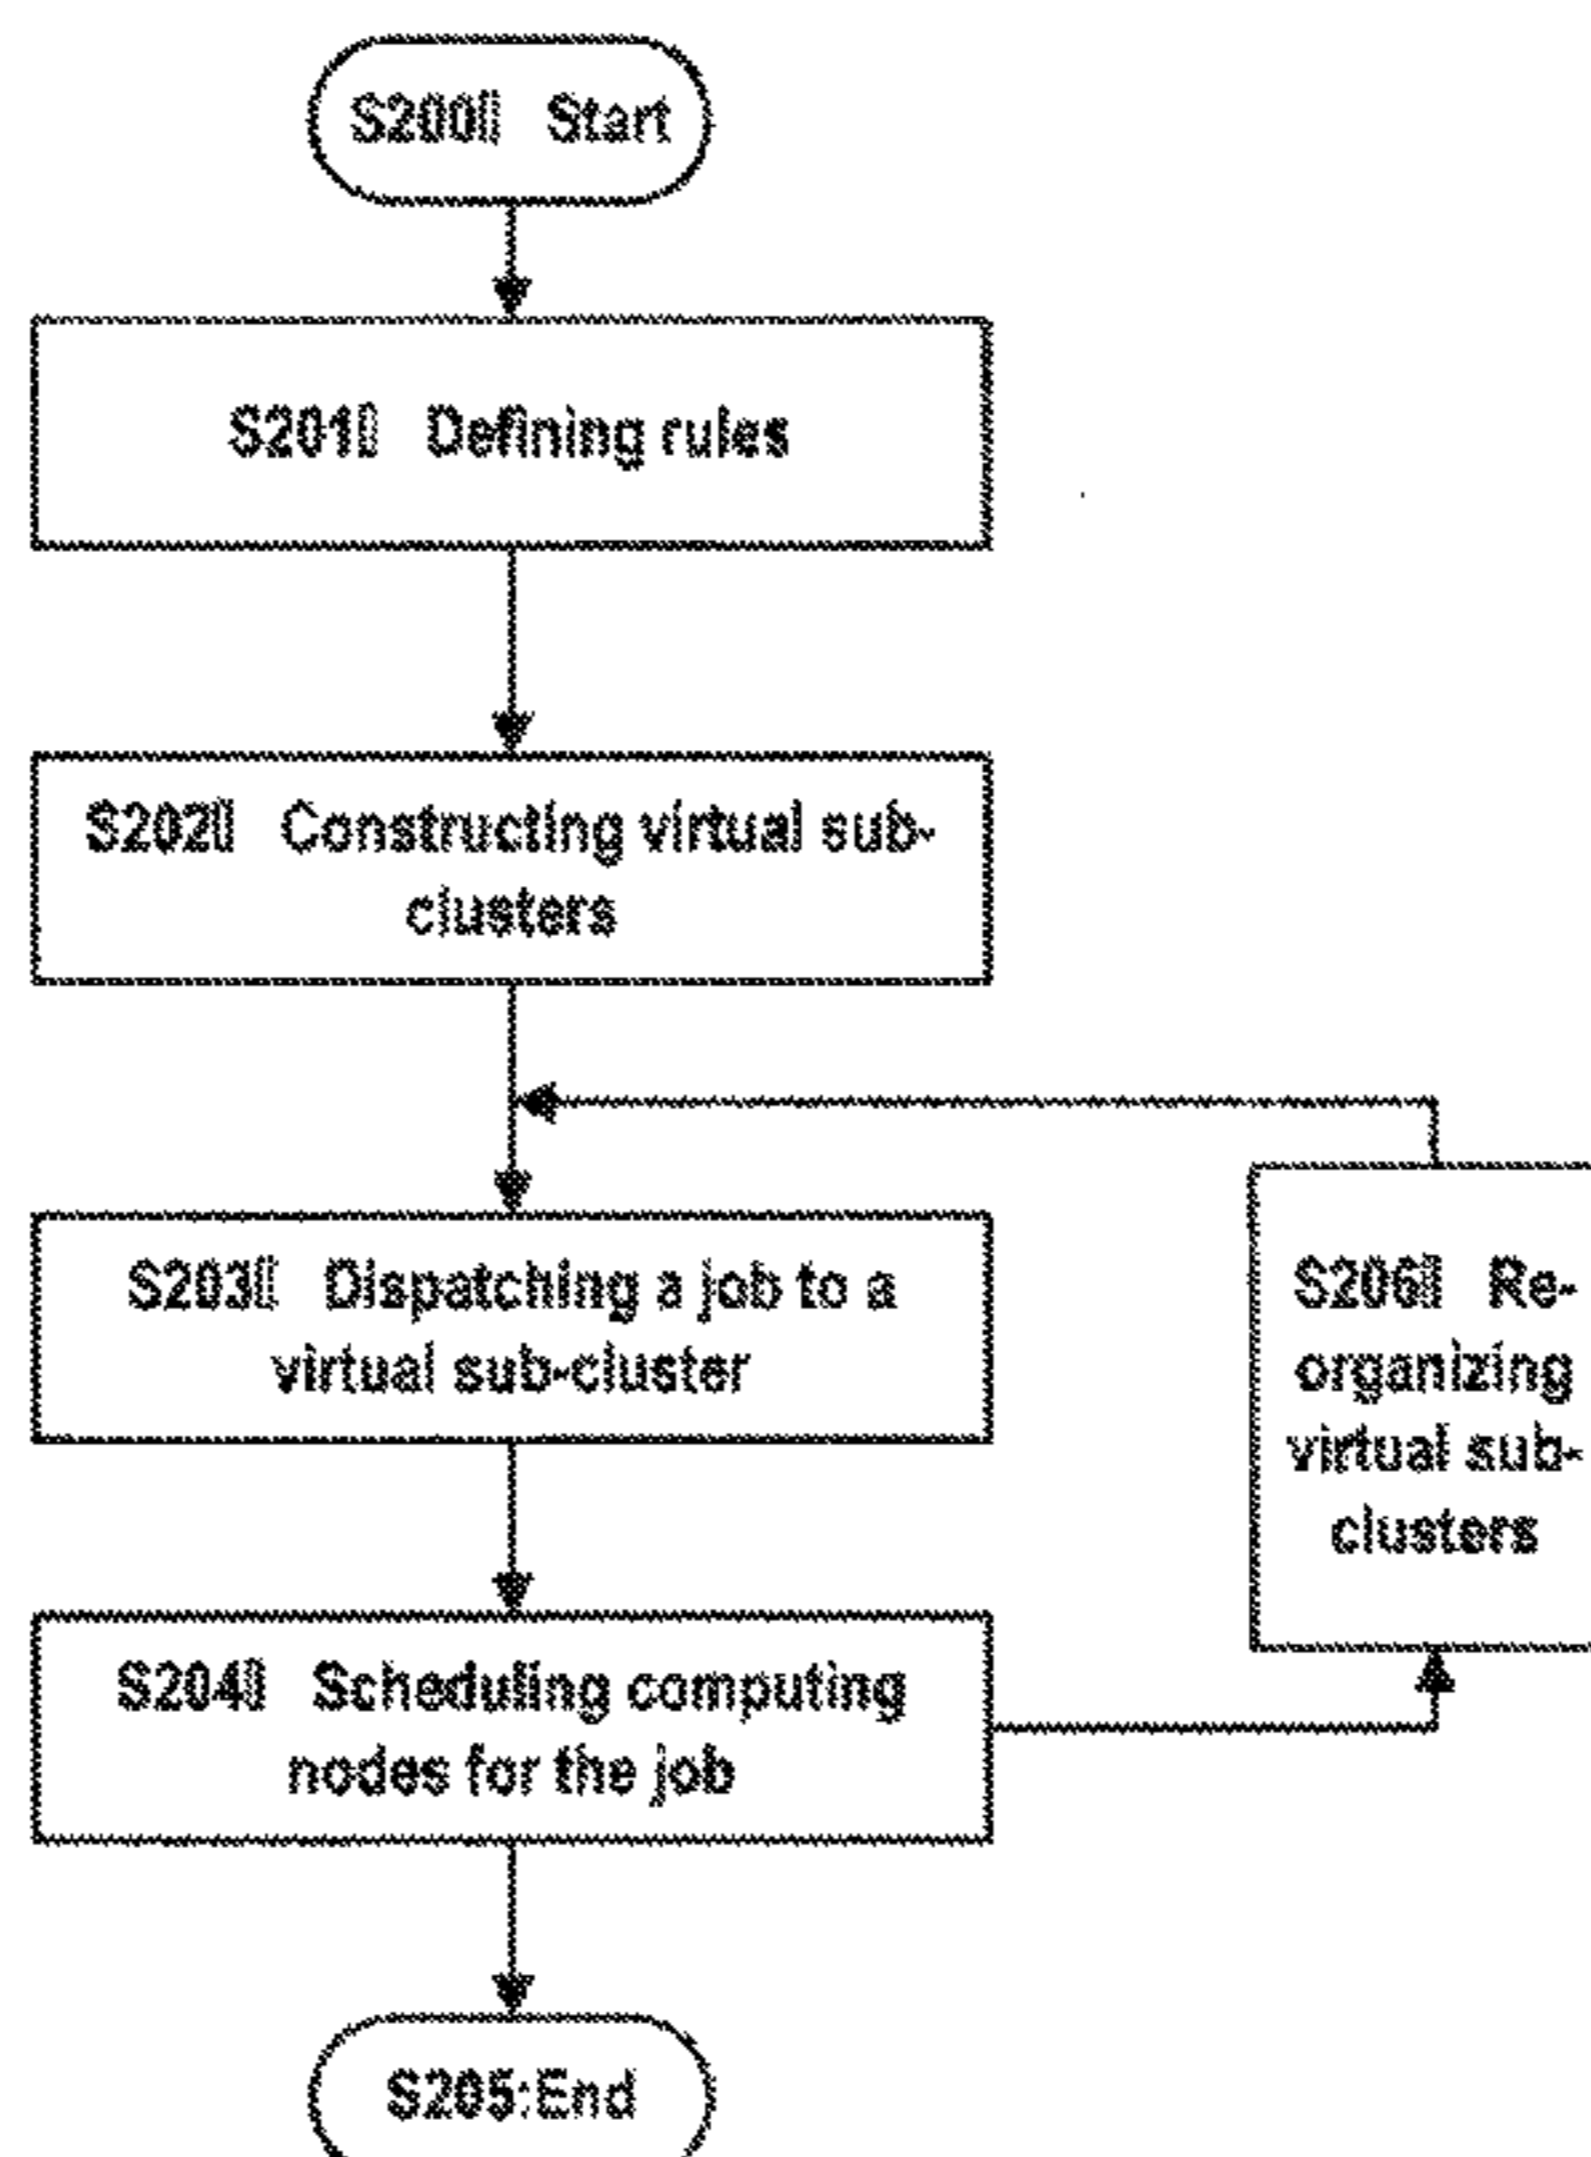 S200 Start
S201 Defining rules
S202 Constructing virtual sub-
clusters
S203 Dispatching a job to a
virtual sub-cluster
S204 Scheduling computing
nodes for the job
S205:End
S206 Re-
organizing
virtual sub-
clusters